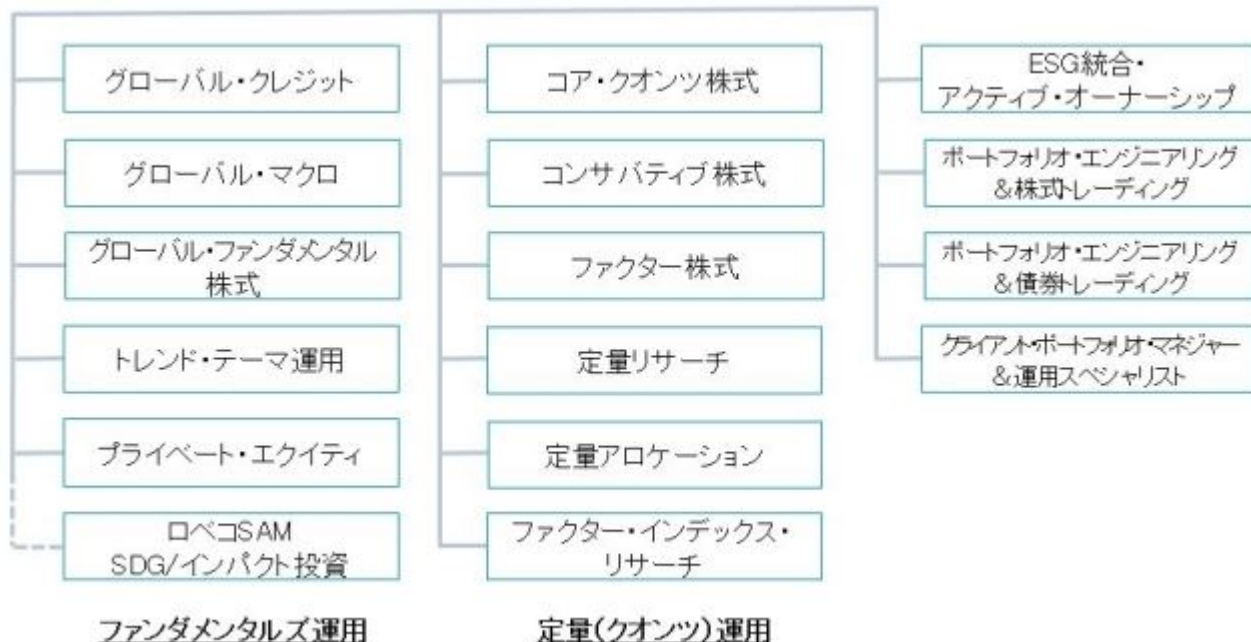 グローバル・クレジット
グローバル・マクロ
グローバル・ファンダメンタル
株式
トレンド・テーマ運用
プライベート・エクイティ
ロベコSAM
SDG/インパクト投資
ファンダメンタルズ運用
コア・クオンツ株式
コンサバティブ株式
ファクター株式
定量リサーチ
定量アロケーション
ファクター・インデックス・
リサーチ
定量(クオンツ)運用
ESG統合・
アクティブ・オーナーシップ
ポートフォリオ・エンジニアリング
&株式トレーディング
ポートフォリオ・エンジニアリング
&債券トレーディング
クライアント・ポートフォリオ・マネジャー
&運用スペシャリスト